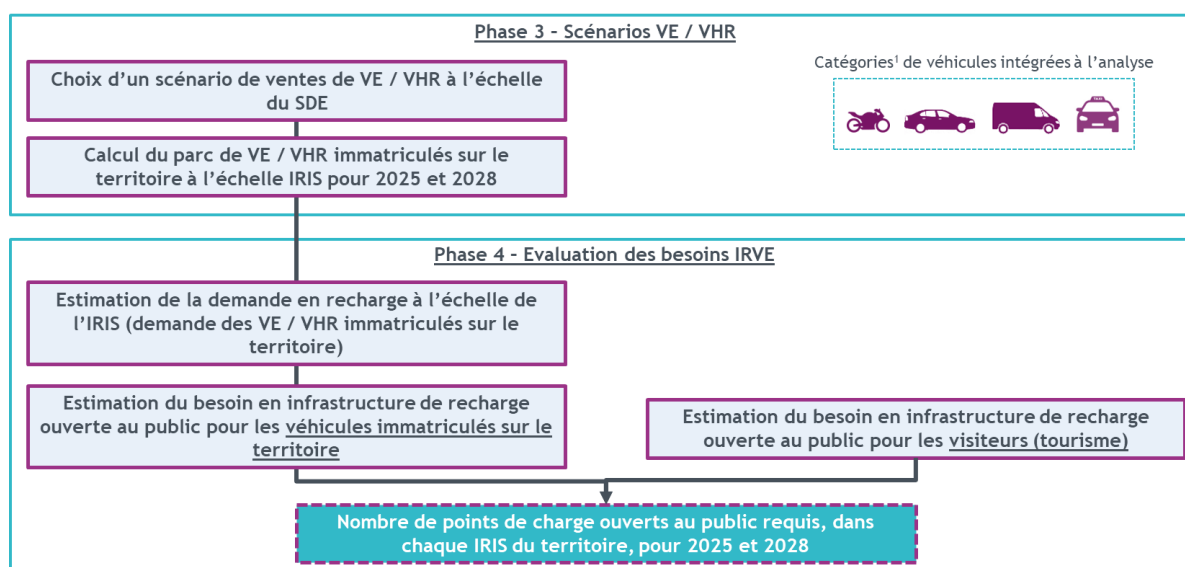 Phase 3 – Scénarios VE / VHR
Choix d’un scénario de ventes de VE / VHR à l’échelle
du SDE
Catégories¹ de véhicules intégrées à l’analyse
TAXI
Calcul du parc de VE / VHR immatriculés sur le
territoire à l’échelle IRIS pour 2025 et 2028
Phase 4 – Evaluation des besoins IRVE
Estimation de la demande en recharge à l’échelle de
l’IRIS (demande des VE / VHR immatriculés sur le
territoire)
Estimation du besoin en infrastructure de recharge
ouverte au public pour les véhicules immatriculés sur le
territoire
Estimation du besoin en infrastructure de recharge
ouverte au public pour les visiteurs (tourisme)
Nombre de points de charge ouverts au public requis, dans
chaque IRIS du territoire, pour 2025 et 2028